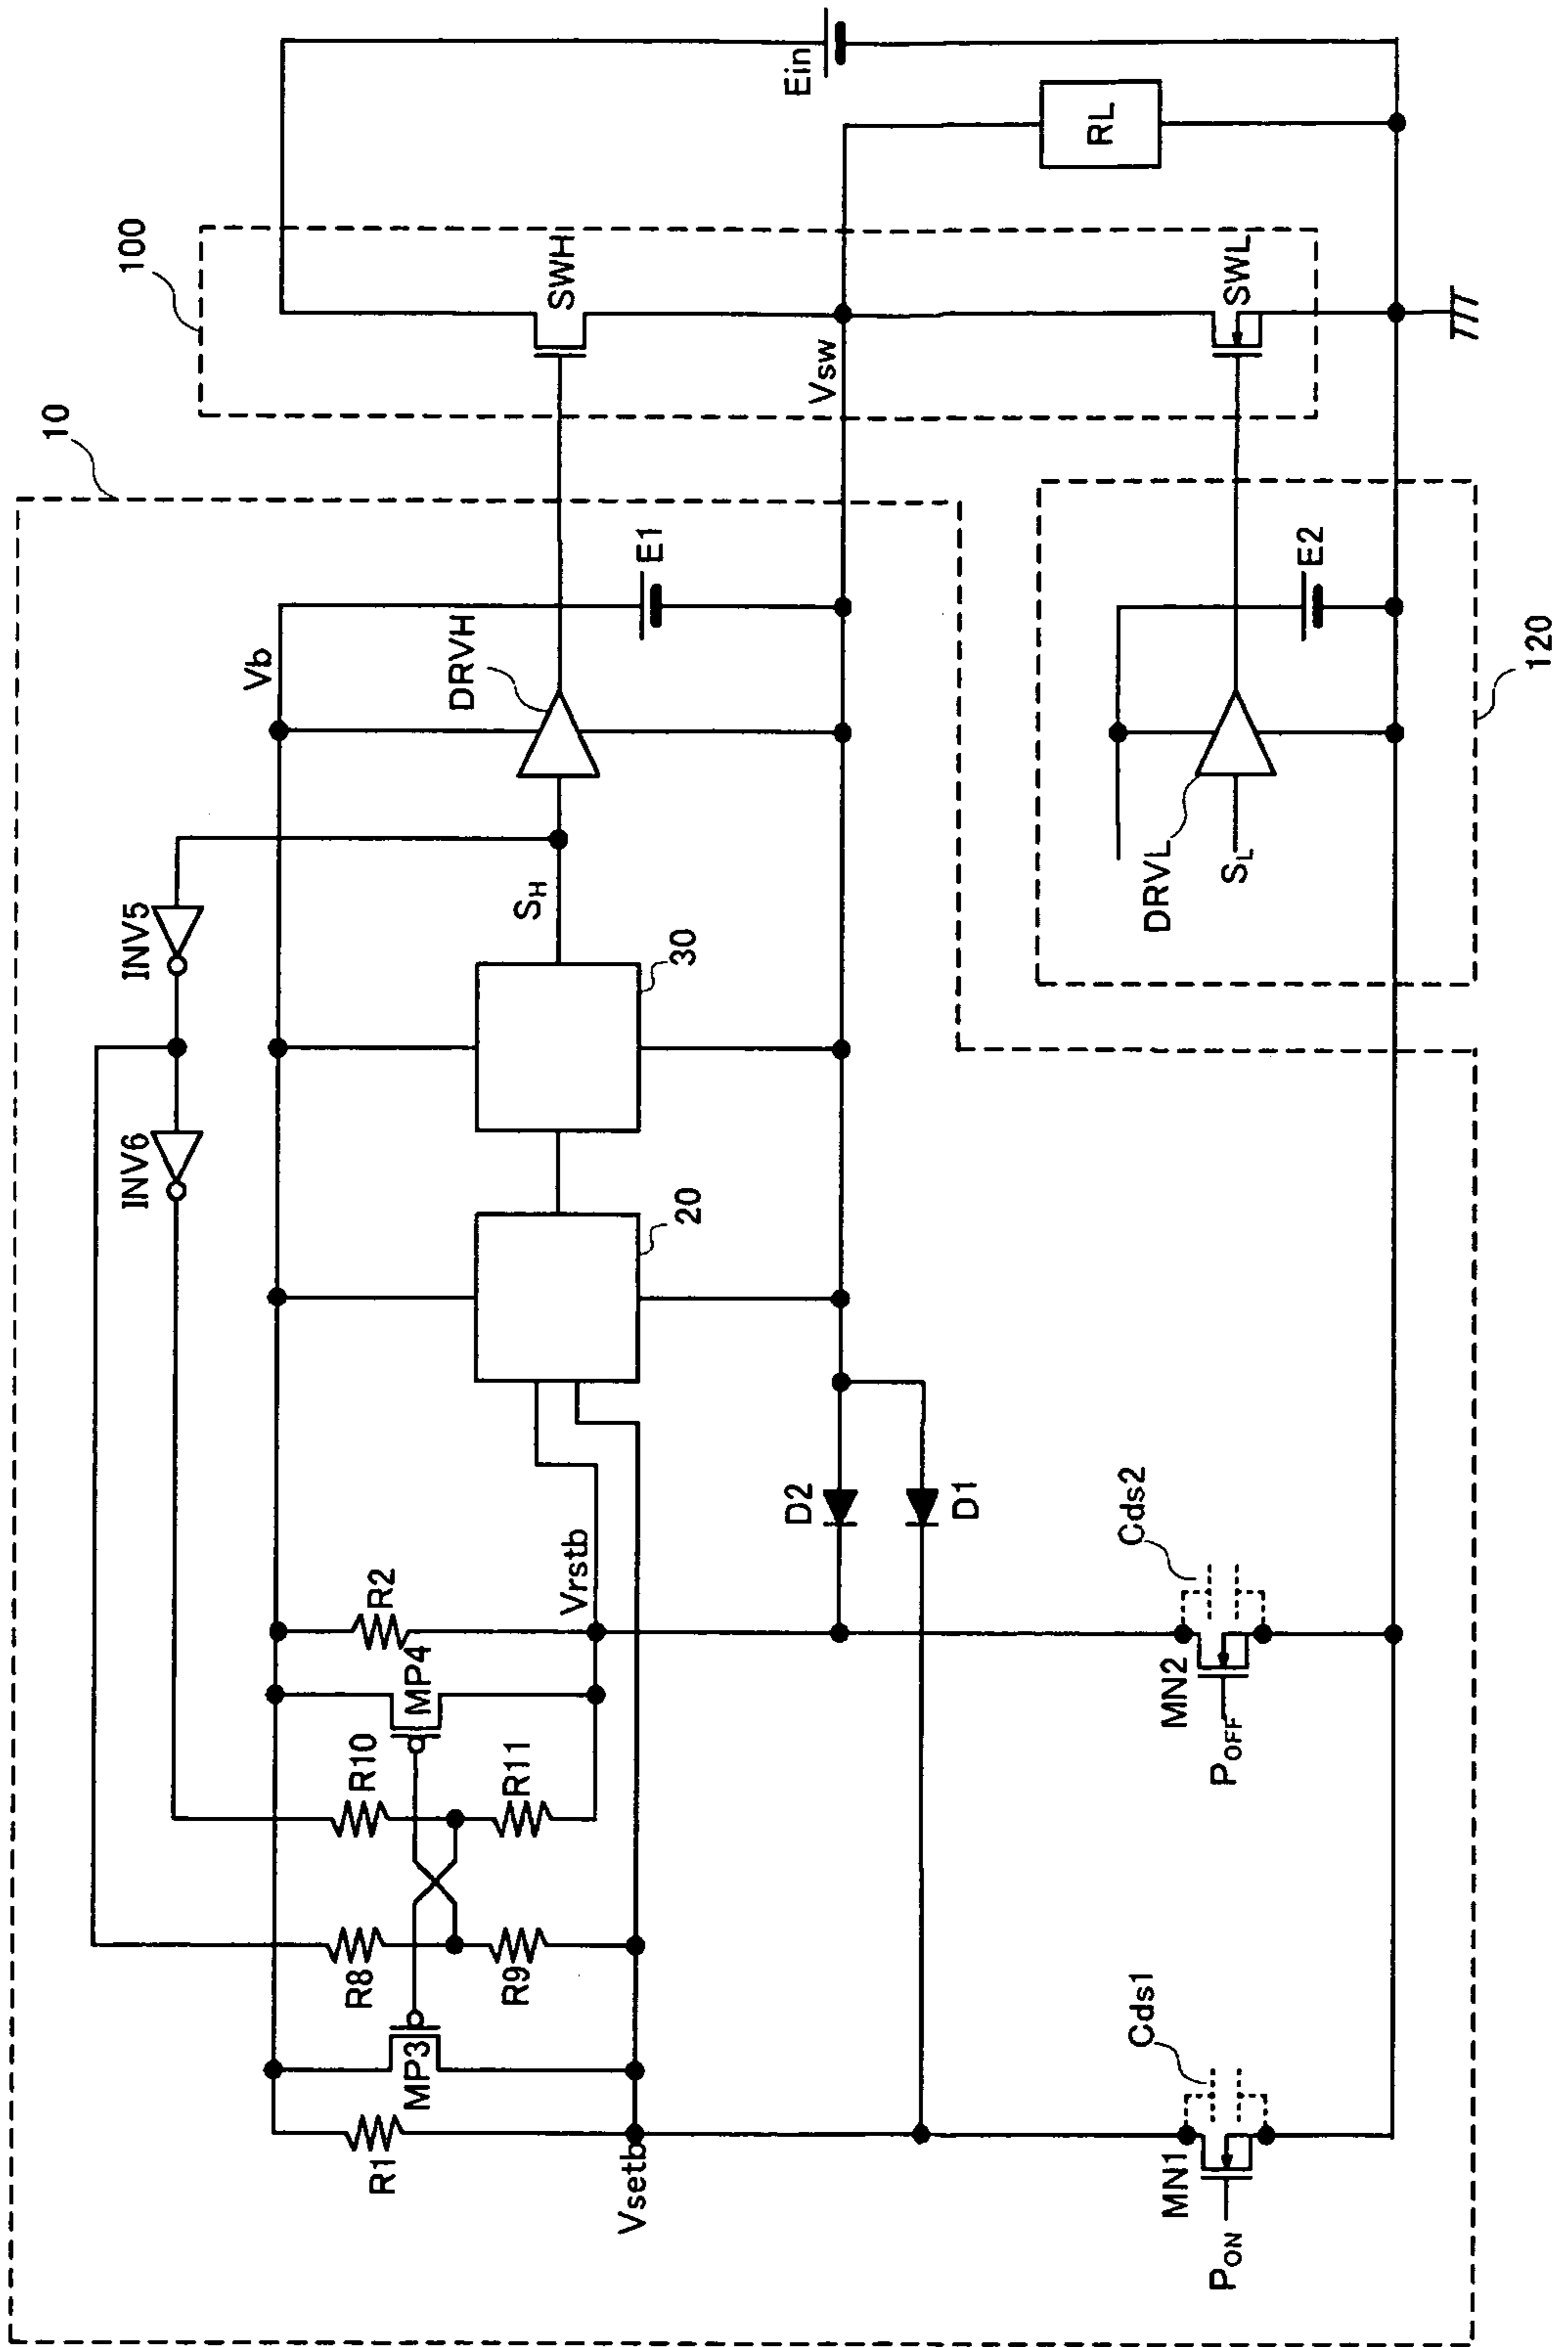 10
100
INV6
INV5
Vb
DRVH
E1
SWH
Ein
R1
MP3
R8
R9
R10
R11
MP4
R2
Vrstb
Vsetb
20
30
SH
Vsw
RL
D2
D1
SWL
MN1
PON
Cds1
MN2
POFF
Cds2
DRVL
SL
E2
120